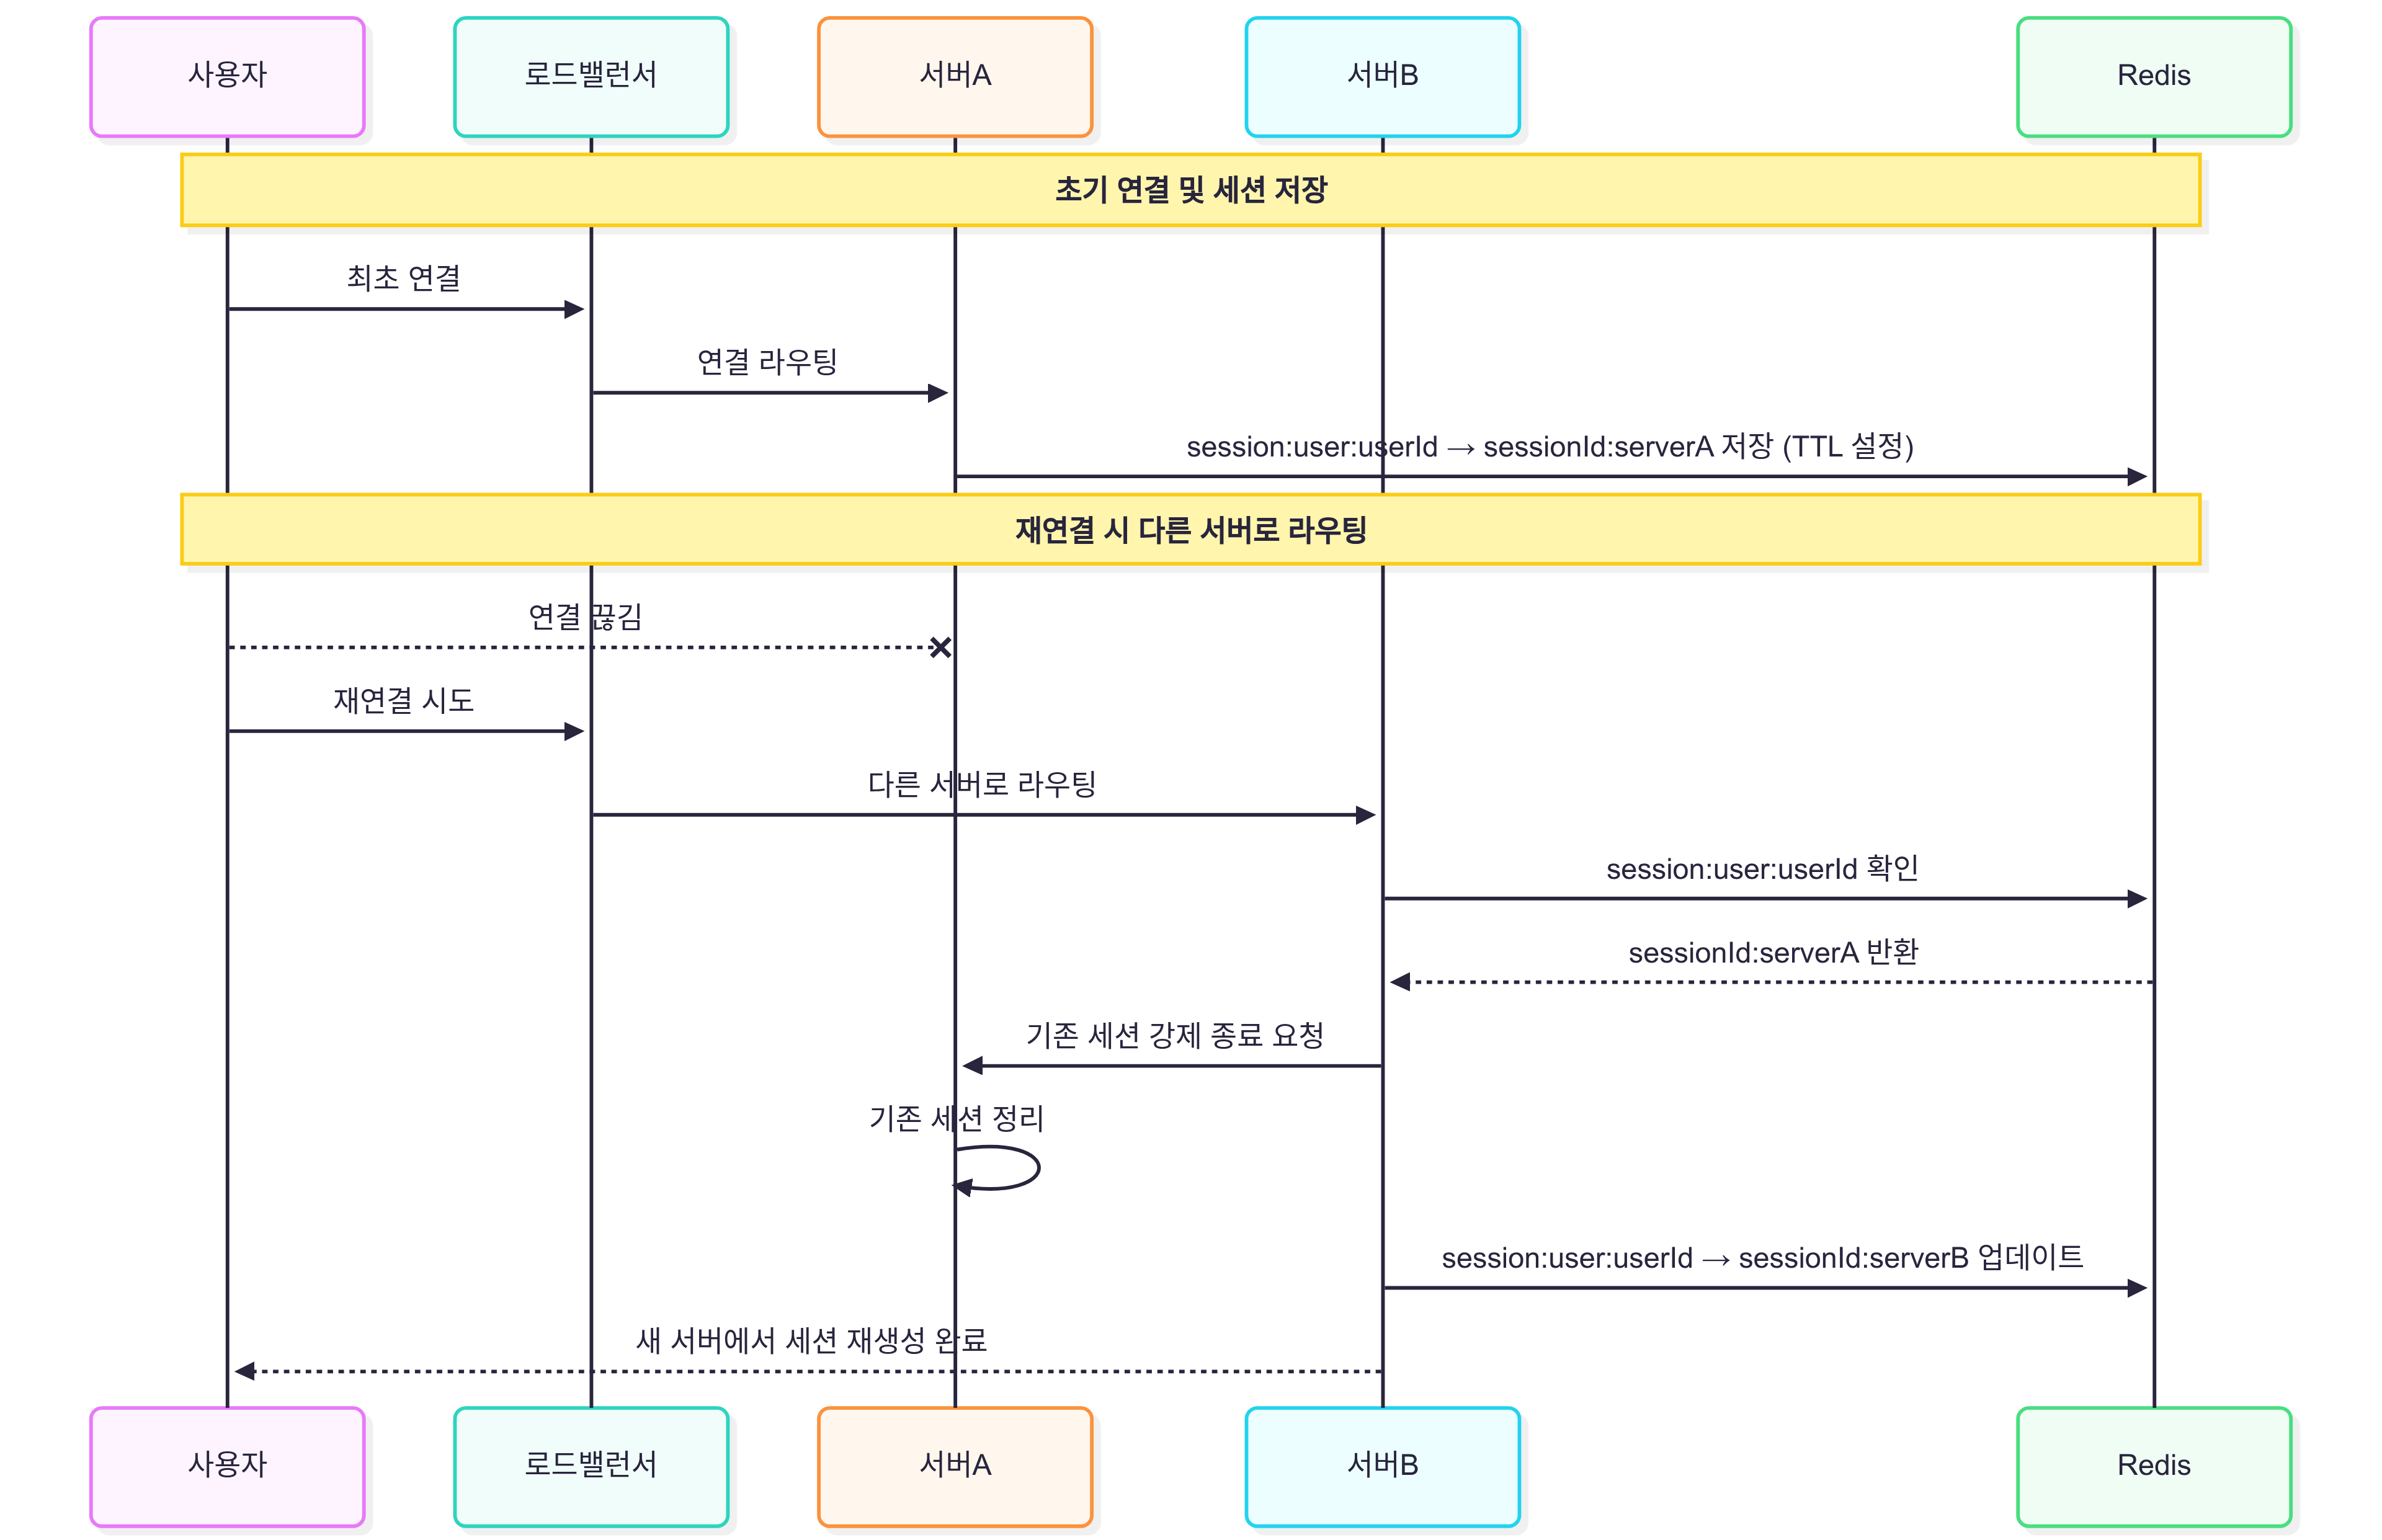 사용자
로드밸런서
서버A
서버B
Redis
초기 연결 및 세션 저장
최초 연결
연결 라우팅
session:user:userId → sessionId:serverA 저장 (TTL 설정)
재연결 시 다른 서버로 라우팅
연결 끊김
재연결 시도
다른 서버로 라우팅
session:user:userId 확인
sessionId:serverA 반환
기존 세션 강제 종료 요청
기존 세션 정리
session:user:userId → sessionId:serverB 업데이트
새 서버에서 세션 재생성 완료
사용자
로드밸런서
서버A
서버B
Redis